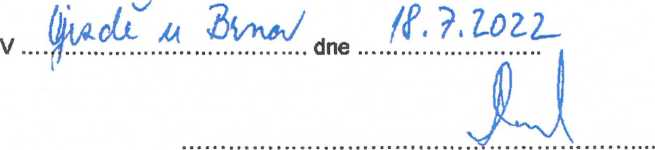 V Újezdě u Brna dne 18.7.2022